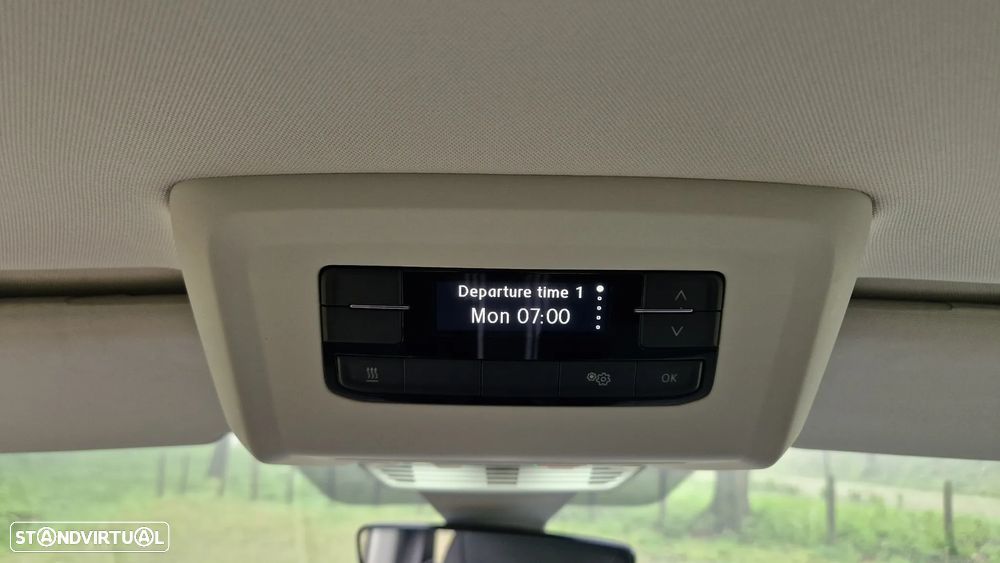 Departure time 1
Mon 07:00
OK
STANDVIRTUAL